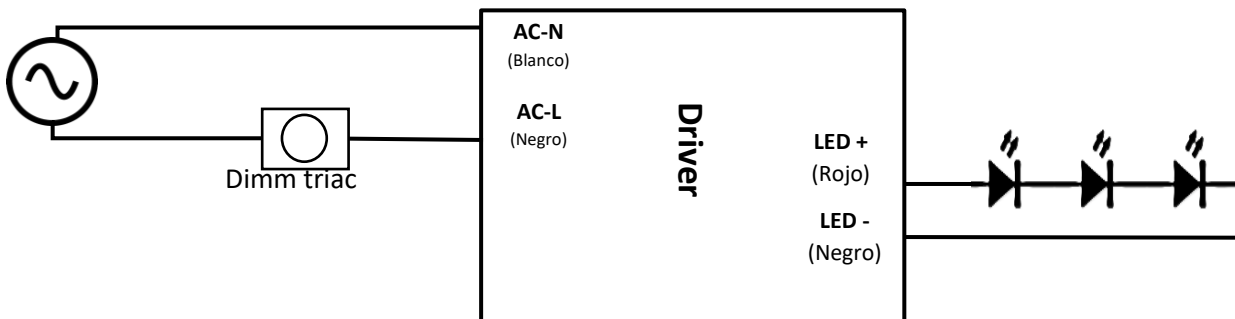 AC-N
(Blanco)
AC-L
(Negro)
Dimm triac
Driver
LED +
(Rojo)
LED -
(Negro)